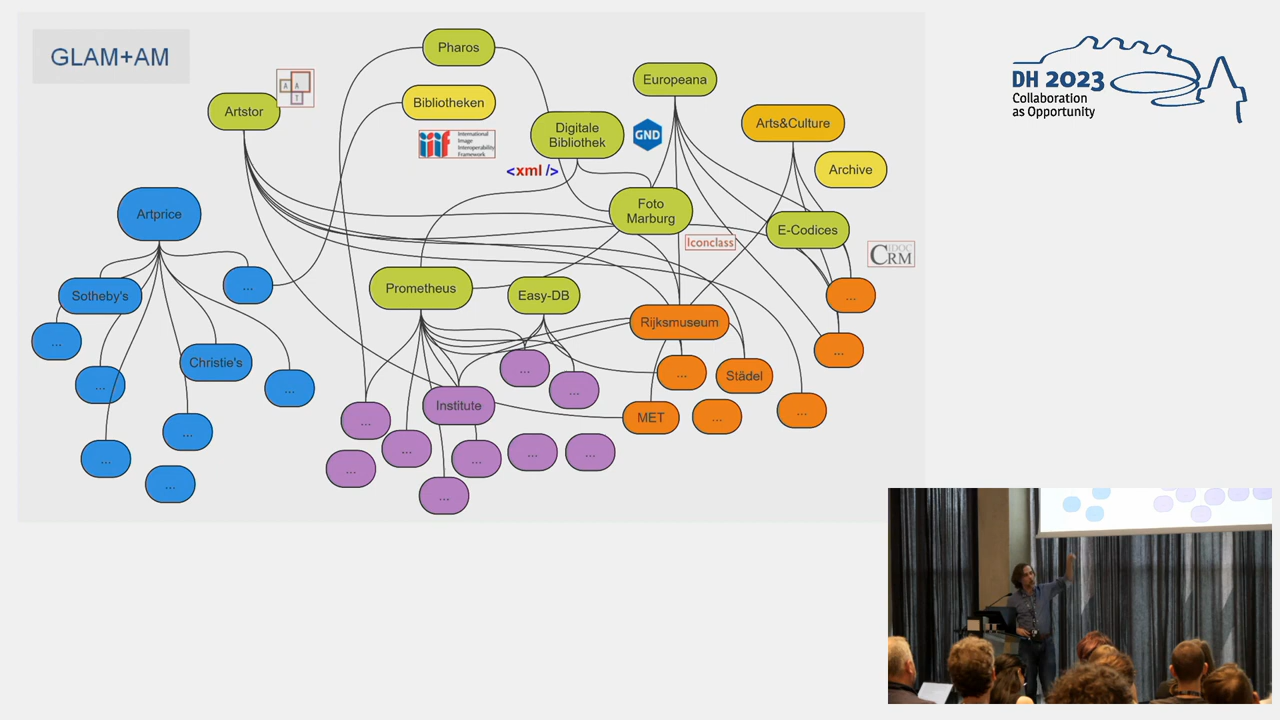 GLAM+AM
Pharos
Europeana
Artstor
A A
T
Bibliotheken
Arts&Culture
Digitale
Bibliothek
GND
iiif International
Image
Interoperability
Framework
<xml />
Archive
Artprice
Foto
Marburg
E-Codices
Iconclass
CIDOC
CRM
Sotheby's
...
Prometheus
Easy-DB
...
Rijksmuseum
...
...
Christie's
...
...
...
...
Städel
...
...
Institute
MET
...
...
...
...
...
...
...
...
...
...
...
...
DH 2023
Collaboration
as Opportunity